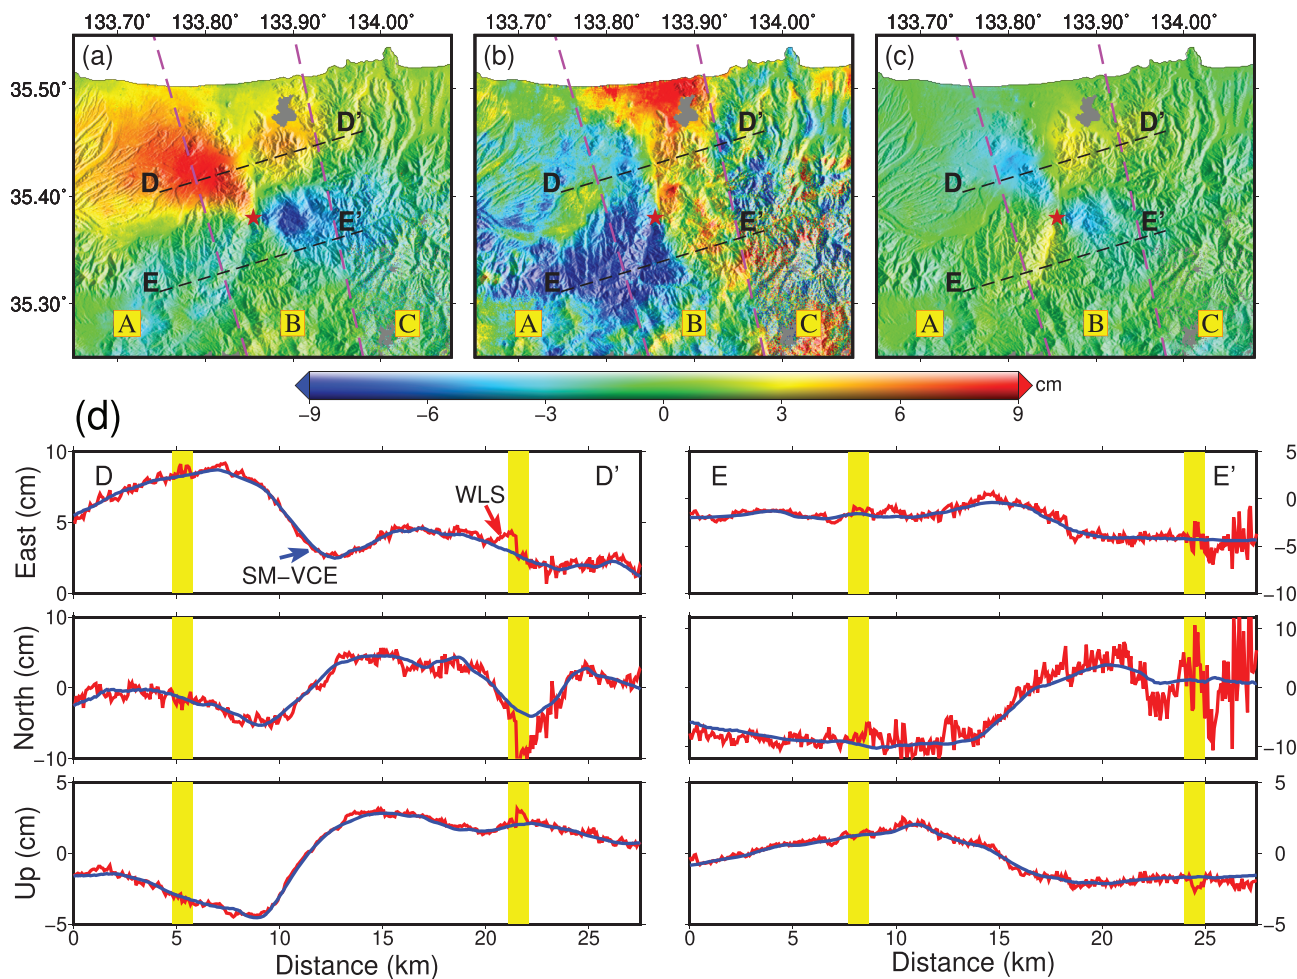 133.70° 133.80° 133.90° 134.00° 133.70° 133.80° 133.90° 134.00° 133.70° 133.80° 133.90° 134.00°
(a) (b) (c)
35.50°
D' D' D'
35.40°
D D D
E' E' E'
E E E
35.30°
A B C A B C A B C
−9 −6 −3 0 3 6 9 cm
(d)
East (cm)
10
5
0
D D'
WLS
SM−VCE
E E'
5
0
−5
−10
North (cm)
10
0
−10
10
0
−10
Up (cm)
5
0
−5
5
0
−5
0 5 10 15 20 25 0 5 10 15 20 25
Distance (km) Distance (km)